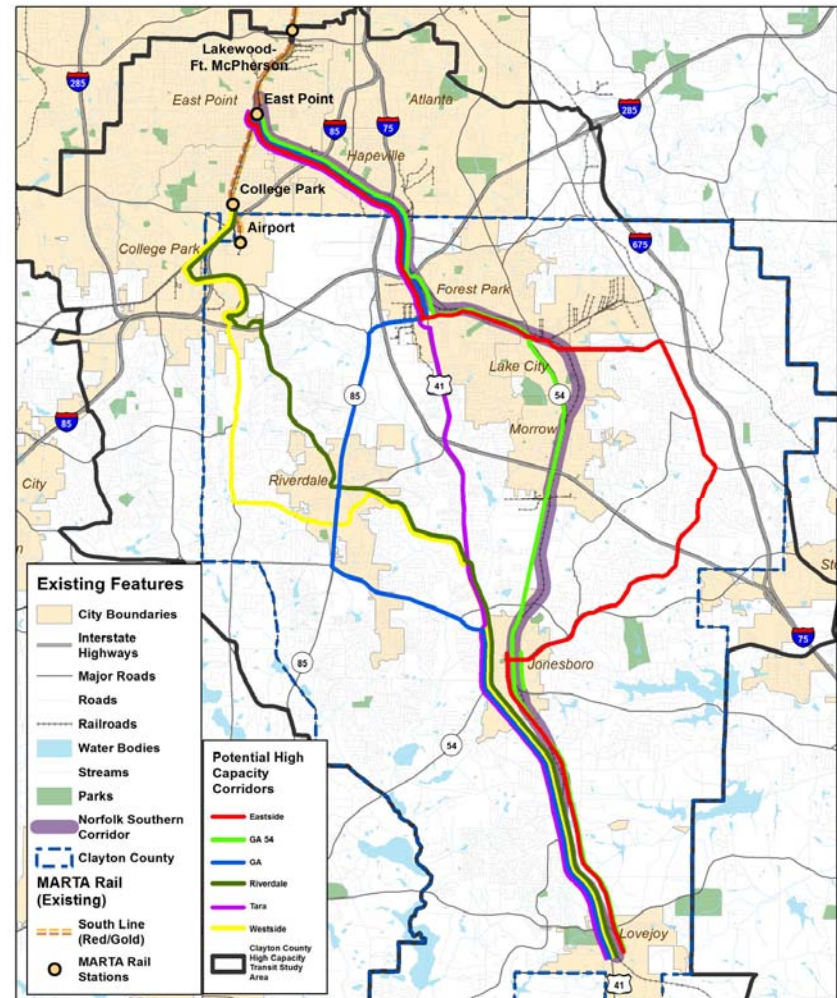 Lakewood-
Ft. McPherson
285
East Point
East Point
Atlanta
85
75
285
Hapeville
College Park
Airport
College Park
675
Forest Park
Lake City
85
41
54
Morrow
85
City
Riverdale
Jonesboro
75
85
54
Lovejoy
41
Existing Features
City Boundaries
Interstate
Highways
Major Roads
Roads
Railroads
Water Bodies
Streams
Parks
Norfolk Southern
Corridor
Clayton County
MARTA Rail
(Existing)
South Line
(Red/Gold)
MARTA Rail
Stations
Potential High
Capacity
Corridors
Eastside
GA 54
GA
Riverdale
Tara
Westside
Clayton County
High Capacity
Transit Study
Area